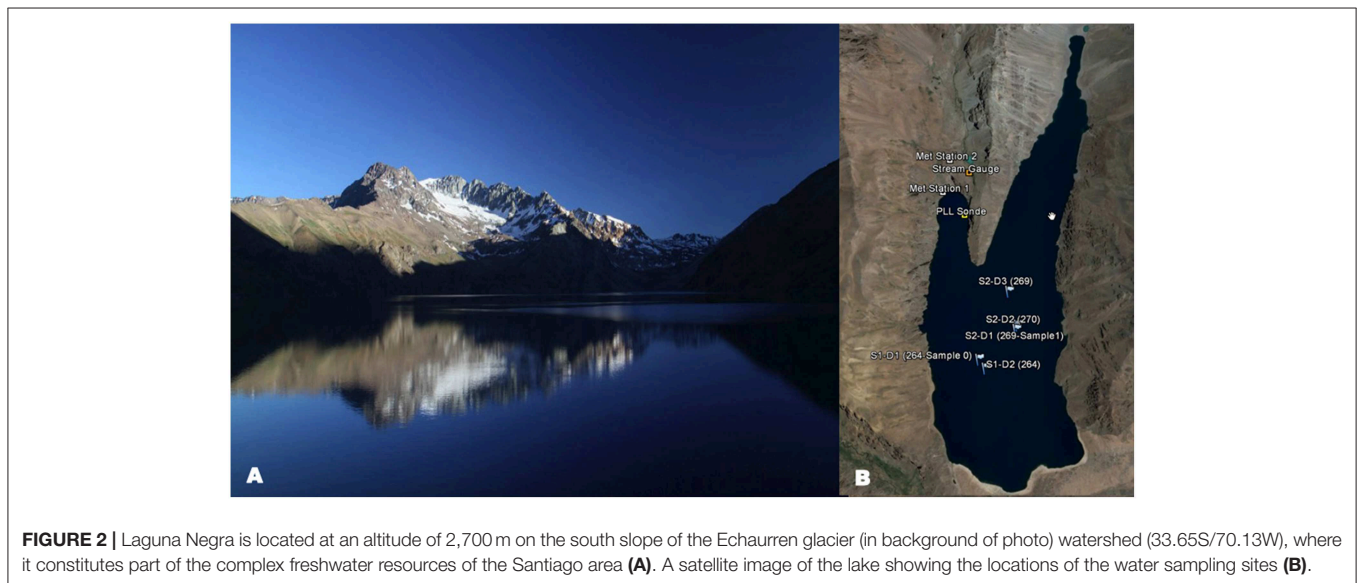 Met Station 2
Stream Gauge
Met Station 1
PLL Sonde
S2-D3 (269)
S2-D2 (270)
S2-D1 (269-Sample1)
S1-D1 (264-Sample 0)
S1-D2 (264)
A
B
FIGURE 2 | Laguna Negra is located at an altitude of 2,700 m on the south slope of the Echaurren glacier (in background of photo) watershed (33.65S/70.13W), where
it constitutes part of the complex freshwater resources of the Santiago area (A). A satellite image of the lake showing the locations of the water sampling sites (B).